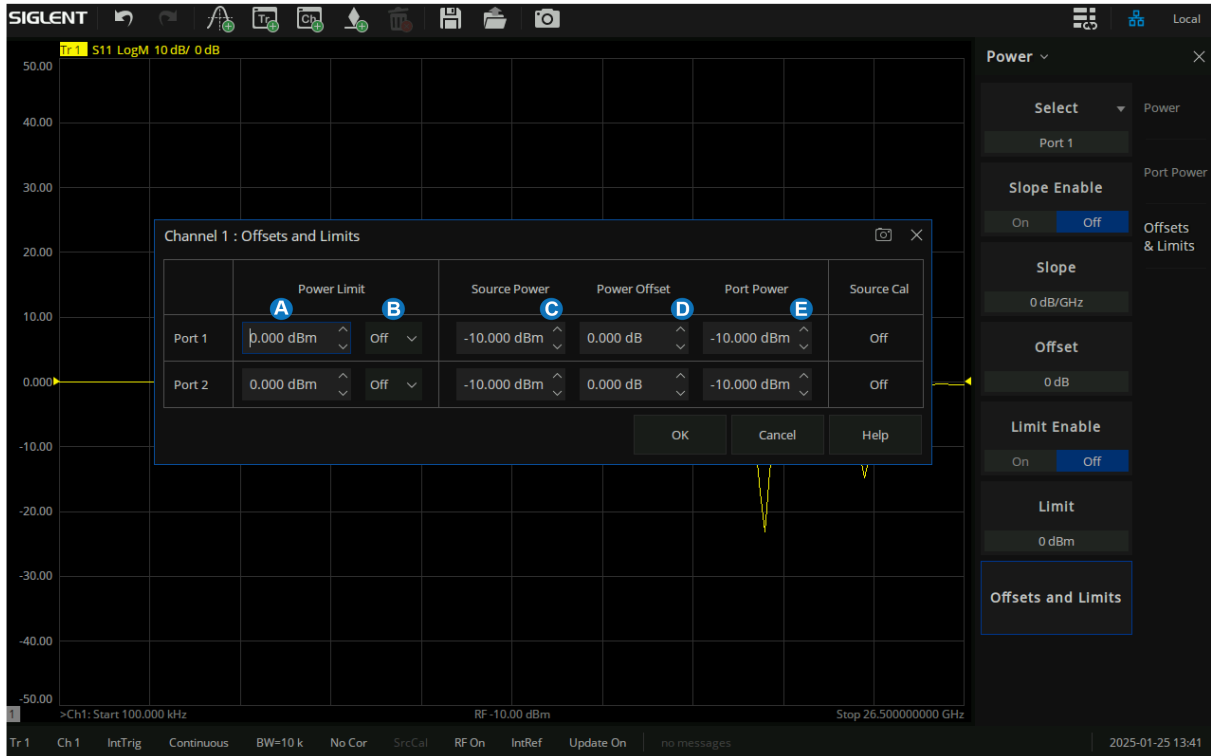 SIGLENT Tr Ch Local
Tr 1 S11 LogM 10 dB/ 0 dB
50.00
40.00
30.00
20.00
10.00
0.000
-10.00
-20.00
-30.00
-40.00
-50.00
Channel 1 : Offsets and Limits
Power Limit Source Power Power Offset Port Power Source Cal
A B C D E
Port 1 0.000 dBm Off -10.000 dBm 0.000 dB -10.000 dBm Off
Port 2 0.000 dBm Off -10.000 dBm 0.000 dB -10.000 dBm Off
OK Cancel Help
Power
Select
Port 1
Slope Enable
On Off
Slope
0 dB/GHz
Offset
0 dB
Limit Enable
On Off
Limit
0 dBm
Offsets and Limits
Power
Port Power
Offsets
& Limits
1 >Ch1: Start 100.000 kHz RF -10.00 dBm Stop 26.500000000 GHz
Tr 1 Ch 1 IntTrig Continuous BW=10 k No Cor SrcCal RF On IntRef Update On no messages 2025-01-25 13:41